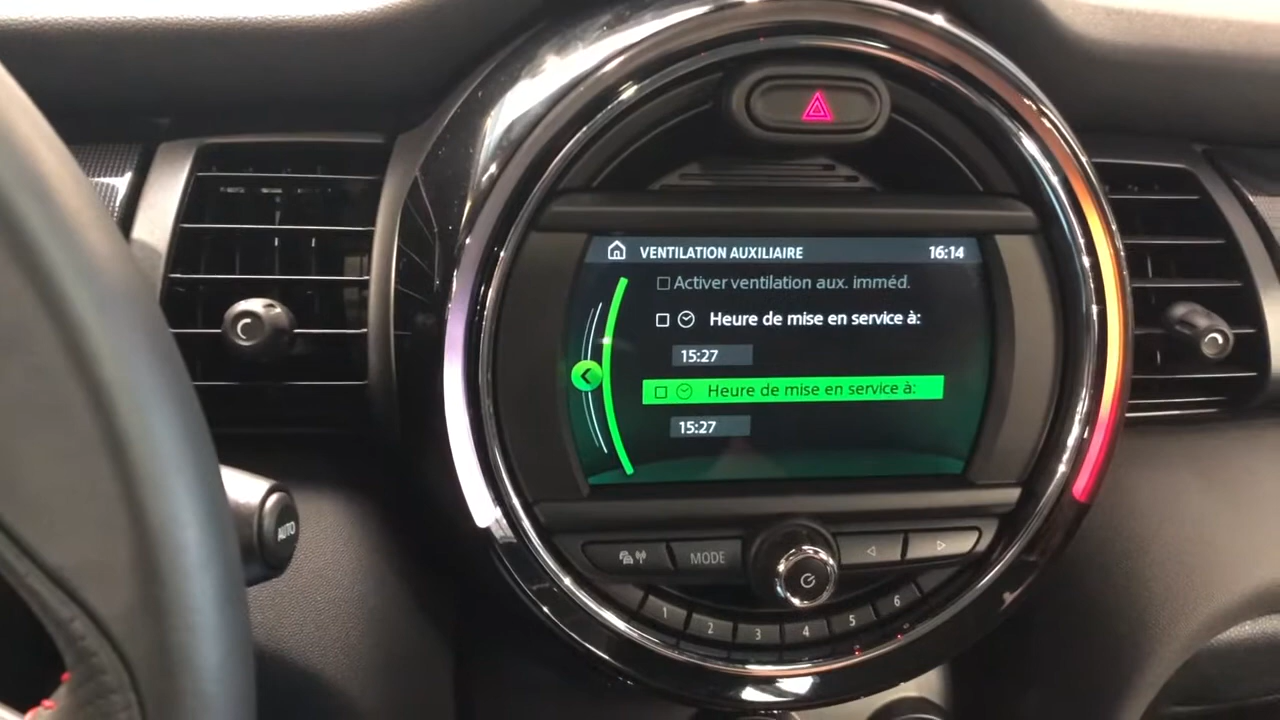 VENTILATION AUXILIAIRE 16:14
Activer ventilation aux. imméd.
Heure de mise en service à:
15:27
Heure de mise en service à:
15:27
AUTO
MODE
1 2 3 4 5 6